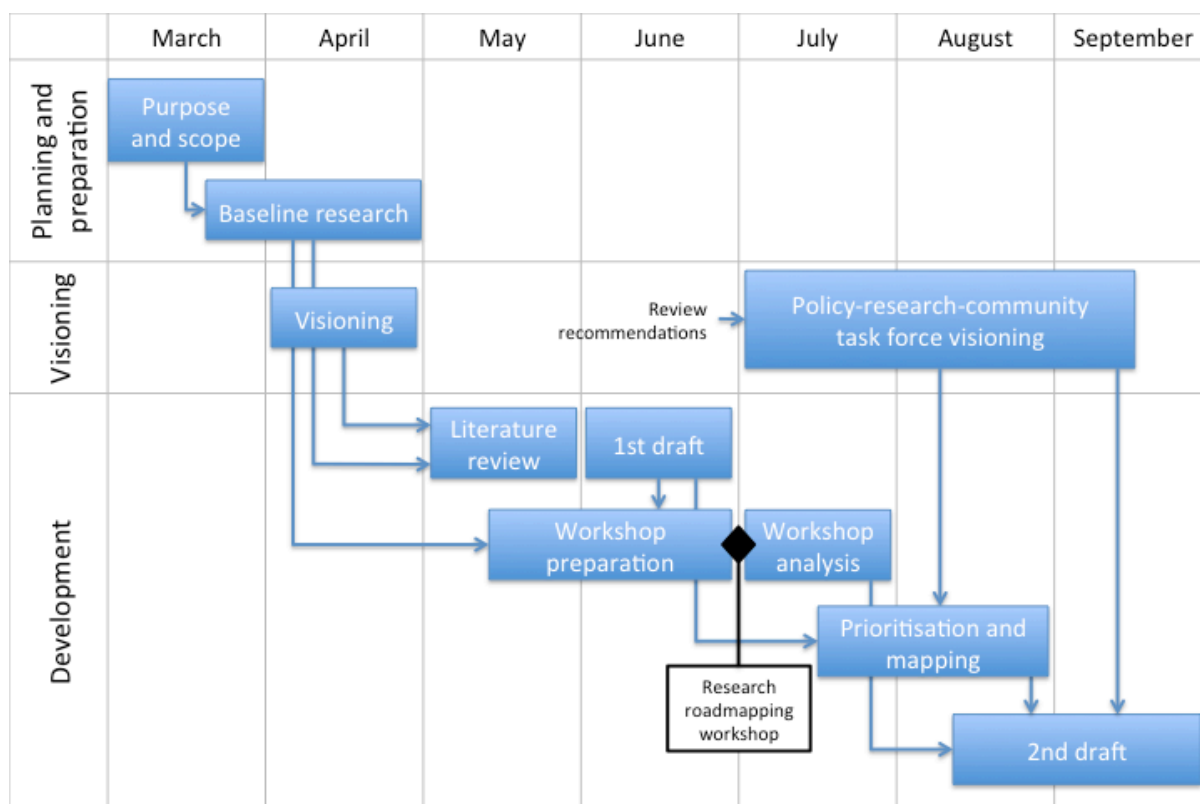 March April May June July August September
Planning and
preparation
Purpose
and scope
Baseline research
Visioning
Visioning
Review
recommendations
Policy-research-community
task force visioning
Development
Literature
review
1st draft
Workshop
preparation
Workshop
analysis
Prioritisation and
mapping
Research
roadmapping
workshop
2nd draft